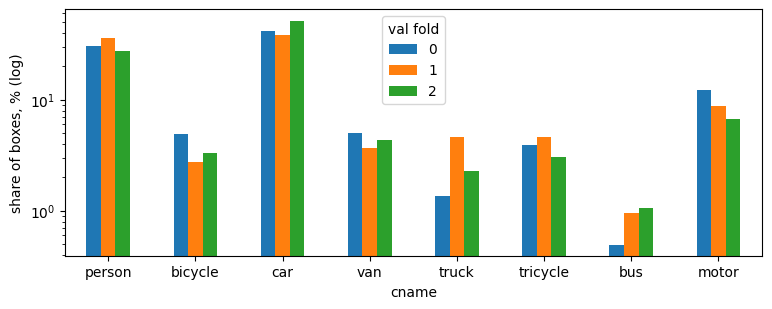 share of boxes, % (log)
10¹
10⁰
val fold
0
1
2
person bicycle car van truck tricycle bus motor
cname